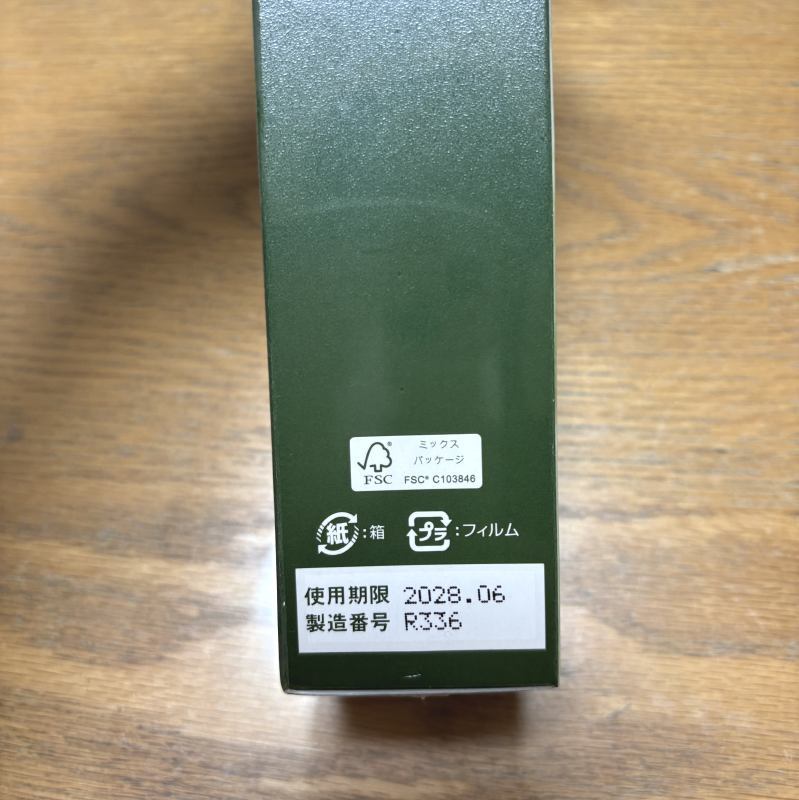 ミックス
パッケージ
FSC® FSC® C103846
紙:箱 プラ:フィルム
使用期限 2028.06
製造番号 R336